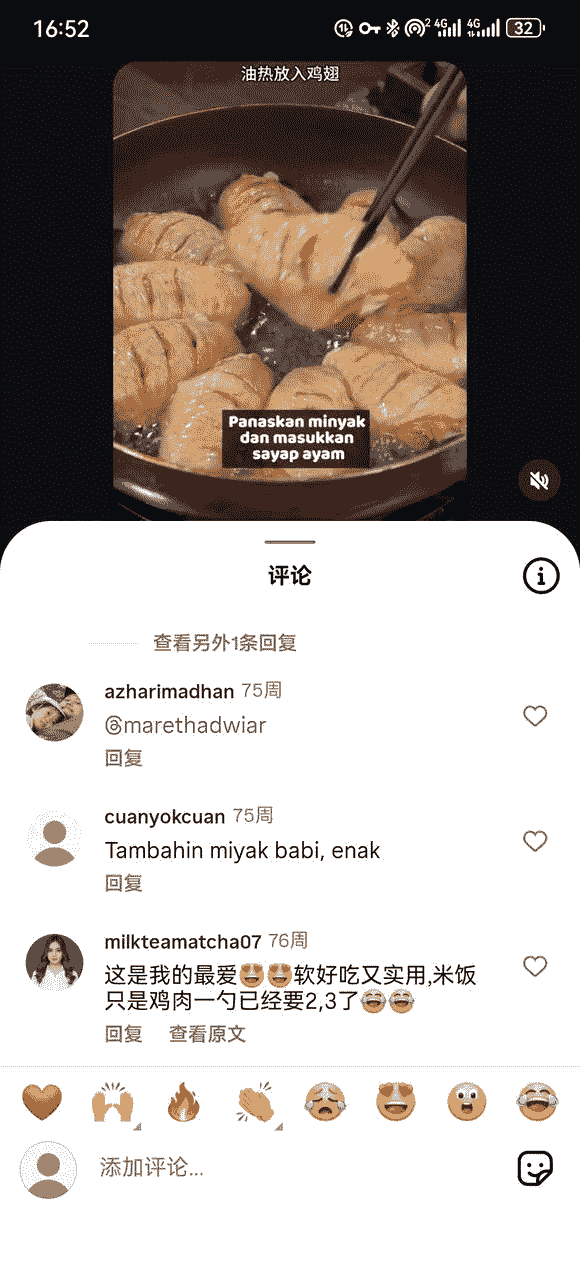 16:52
2 4G 4G 32
油热放入鸡翅
Panaskan minyak
dan masukkan
sayap ayam
评论
查看另外1条回复
azharimadhan 75周
@marethadwiar
回复
cuanyokcuan 75周
Tambahin miyak babi, enak
回复
milkteamatcha07 76周
这是我的最爱😍😍软好吃又实用,米饭
只是鸡肉一勺已经要2,3了😂😂
回复 查看原文
添加评论...